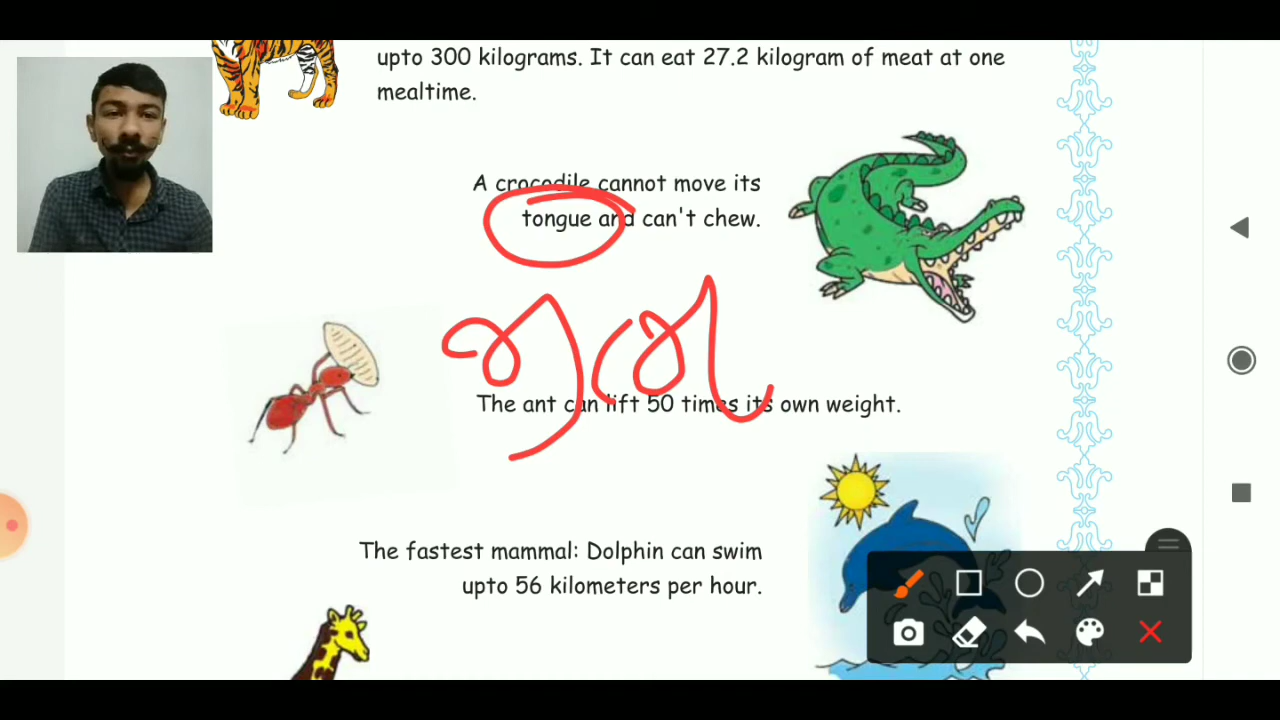 upto 300 kilograms. It can eat 27.2 kilogram of meat at one
mealtime.
A crocodile cannot move its
tongue and can't chew.
જીભ
The ant can lift 50 times its own weight.
The fastest mammal: Dolphin can swim
upto 56 kilometers per hour.